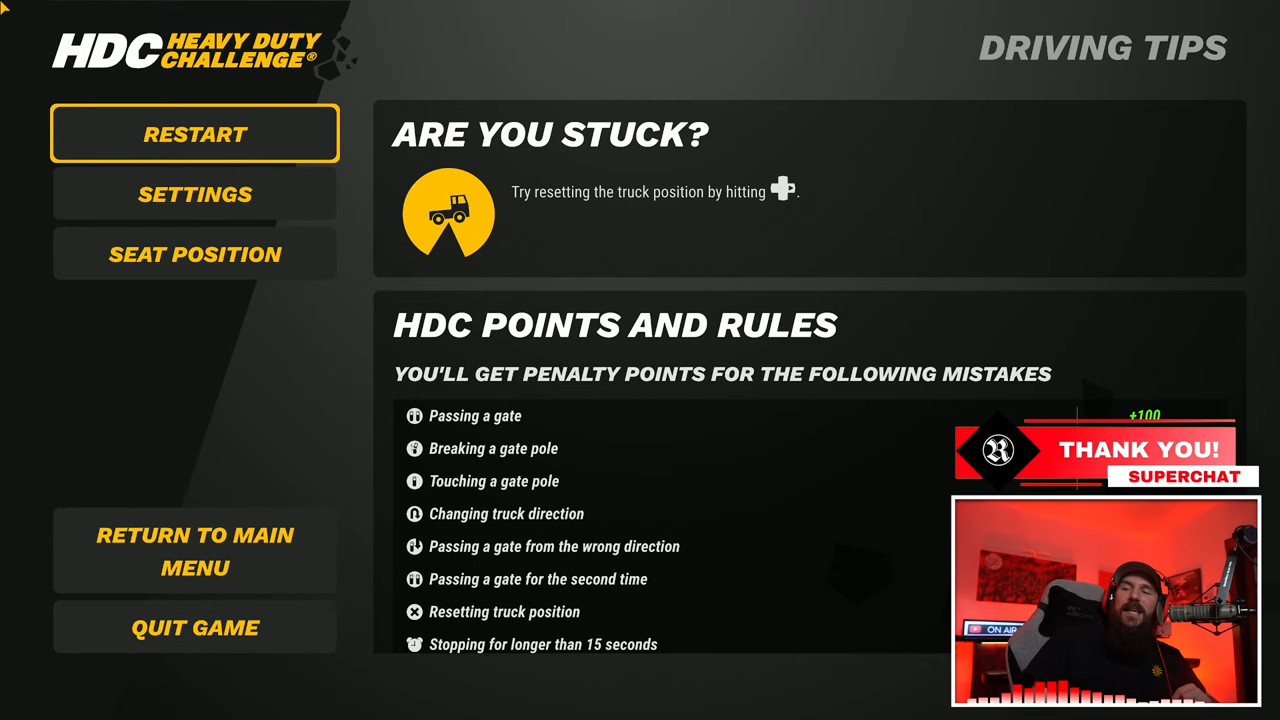 HDC HEAVY DUTY
CHALLENGE®
DRIVING TIPS
RESTART
SETTINGS
SEAT POSITION
RETURN TO MAIN
MENU
QUIT GAME
ARE YOU STUCK?
Try resetting the truck position by hitting .
HDC POINTS AND RULES
YOU'LL GET PENALTY POINTS FOR THE FOLLOWING MISTAKES
Passing a gate
+100
Breaking a gate pole
Touching a gate pole
Changing truck direction
Passing a gate from the wrong direction
Passing a gate for the second time
Resetting truck position
Stopping for longer than 15 seconds
THANK YOU!
SUPERCHAT
ON AIR